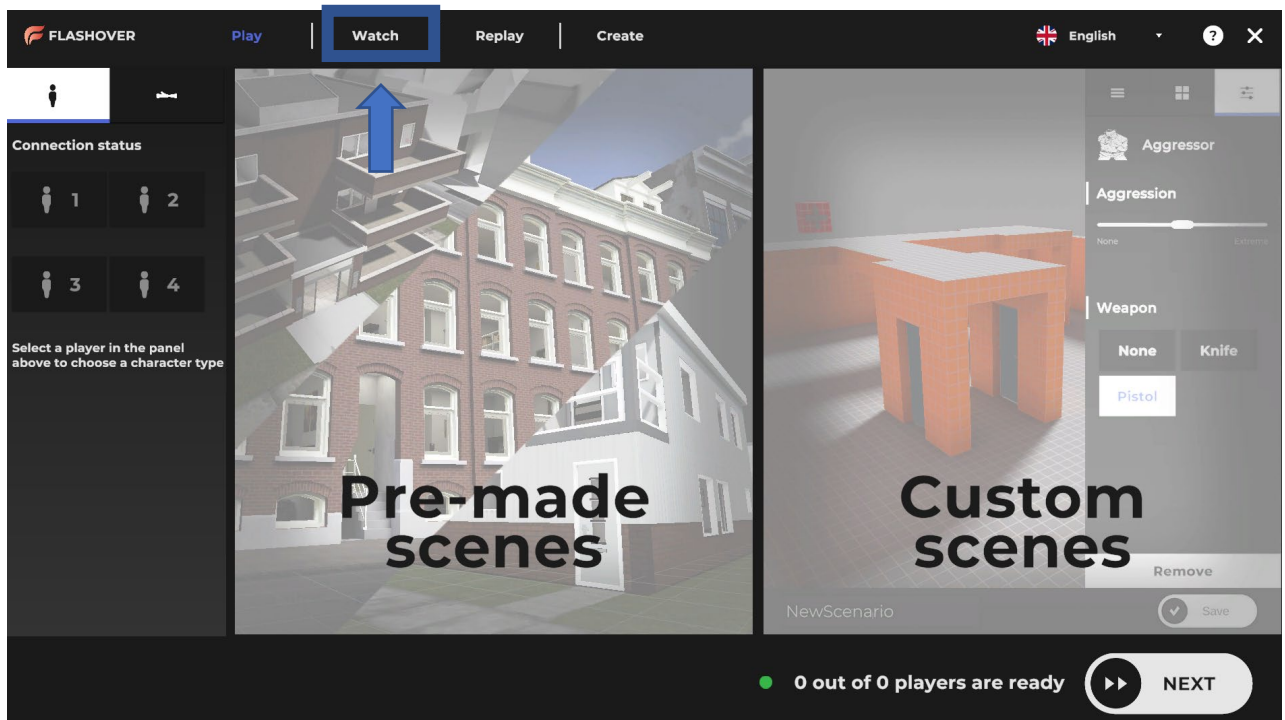 FLASHOVER
Play
Watch
Replay
Create
English
?
Connection status
1
2
3
4
Select a player in the panel
above to choose a character type
Pre-made
scenes
Custom
scenes
Aggressor
Aggression
None
Extreme
Weapon
None
Knife
Pistol
Remove
NewScenario
Save
0 out of 0 players are ready
NEXT